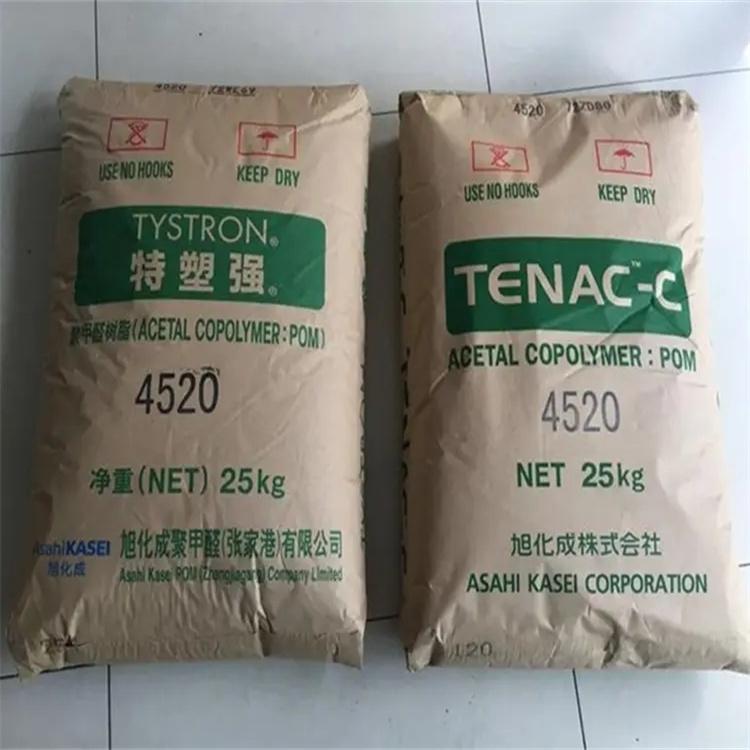 4520
USE NO HOOKS
KEEP DRY
TYSTRON®
特塑强®
聚甲醛树脂(ACETAL COPOLYMER:POM)
4520
净重(NET) 25kg
AsahiKASEI
旭化成
旭化成聚甲醛(张家港)有限公司
Asahi Kasei POM (Zhangjiagang) Company Limited
4520
USE NO HOOKS
KEEP DRY
TENAC™-C
ACETAL COPOLYMER : POM
4520
NET 25kg
旭化成株式会社
ASAHI KASEI CORPORATION